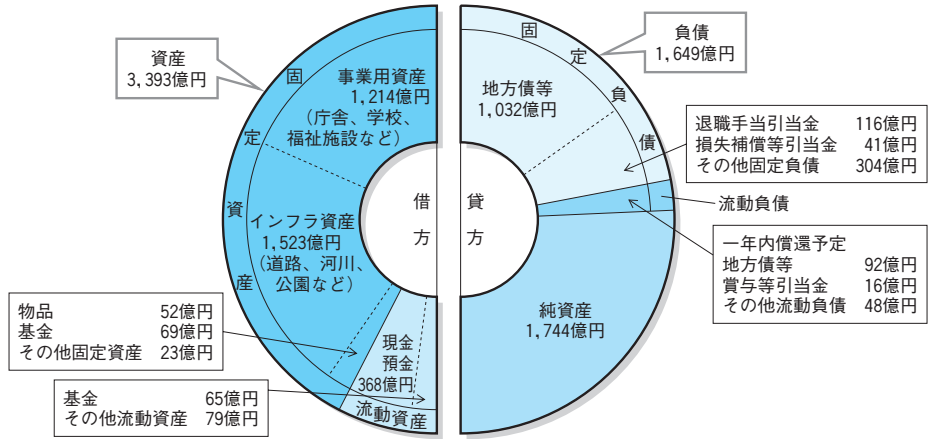 資産
3,393億円
固定資産
事業用資産
1,214億円
(庁舎、学校、
福祉施設など)
インフラ資産
1,523億円
(道路、河川、
公園など)
物品 52億円
基金 69億円
その他固定資産 23億円
現金
預金
368億円
流動資産
基金 65億円
その他流動資産 79億円
借方
貸方
負債
1,649億円
固定負債
地方債等
1,032億円
退職手当引当金 116億円
損失補償等引当金 41億円
その他固定負債 304億円
流動負債
一年内償還予定
地方債等 92億円
賞与等引当金 16億円
その他流動負債 48億円
純資産
1,744億円